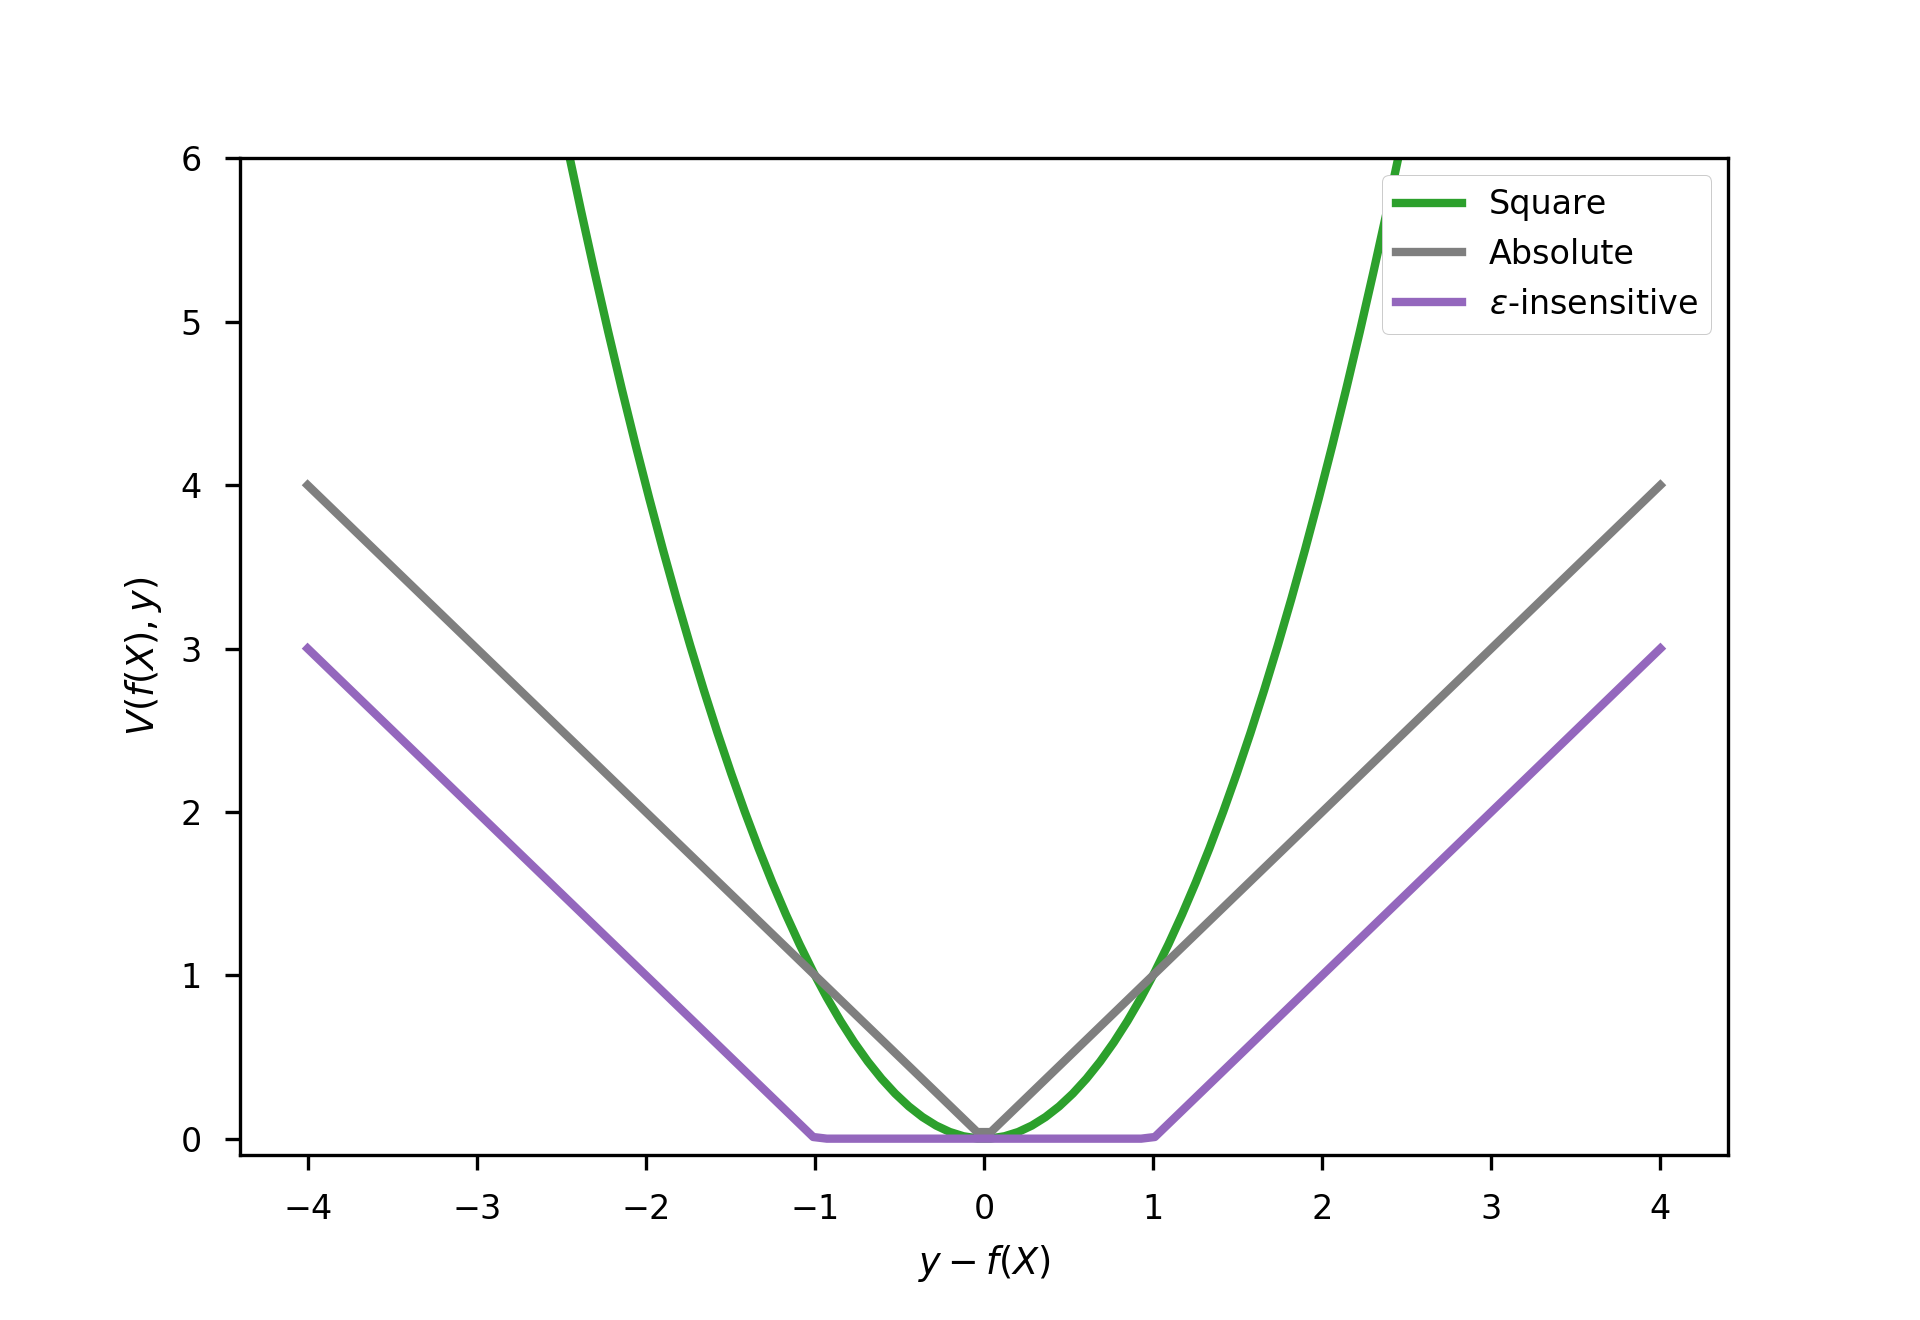 6
5
4
3
2
1
0
V(f(X), y)
Square
Absolute
ε-insensitive
−4 −3 −2 −1 0 1 2 3 4
y − f(X)